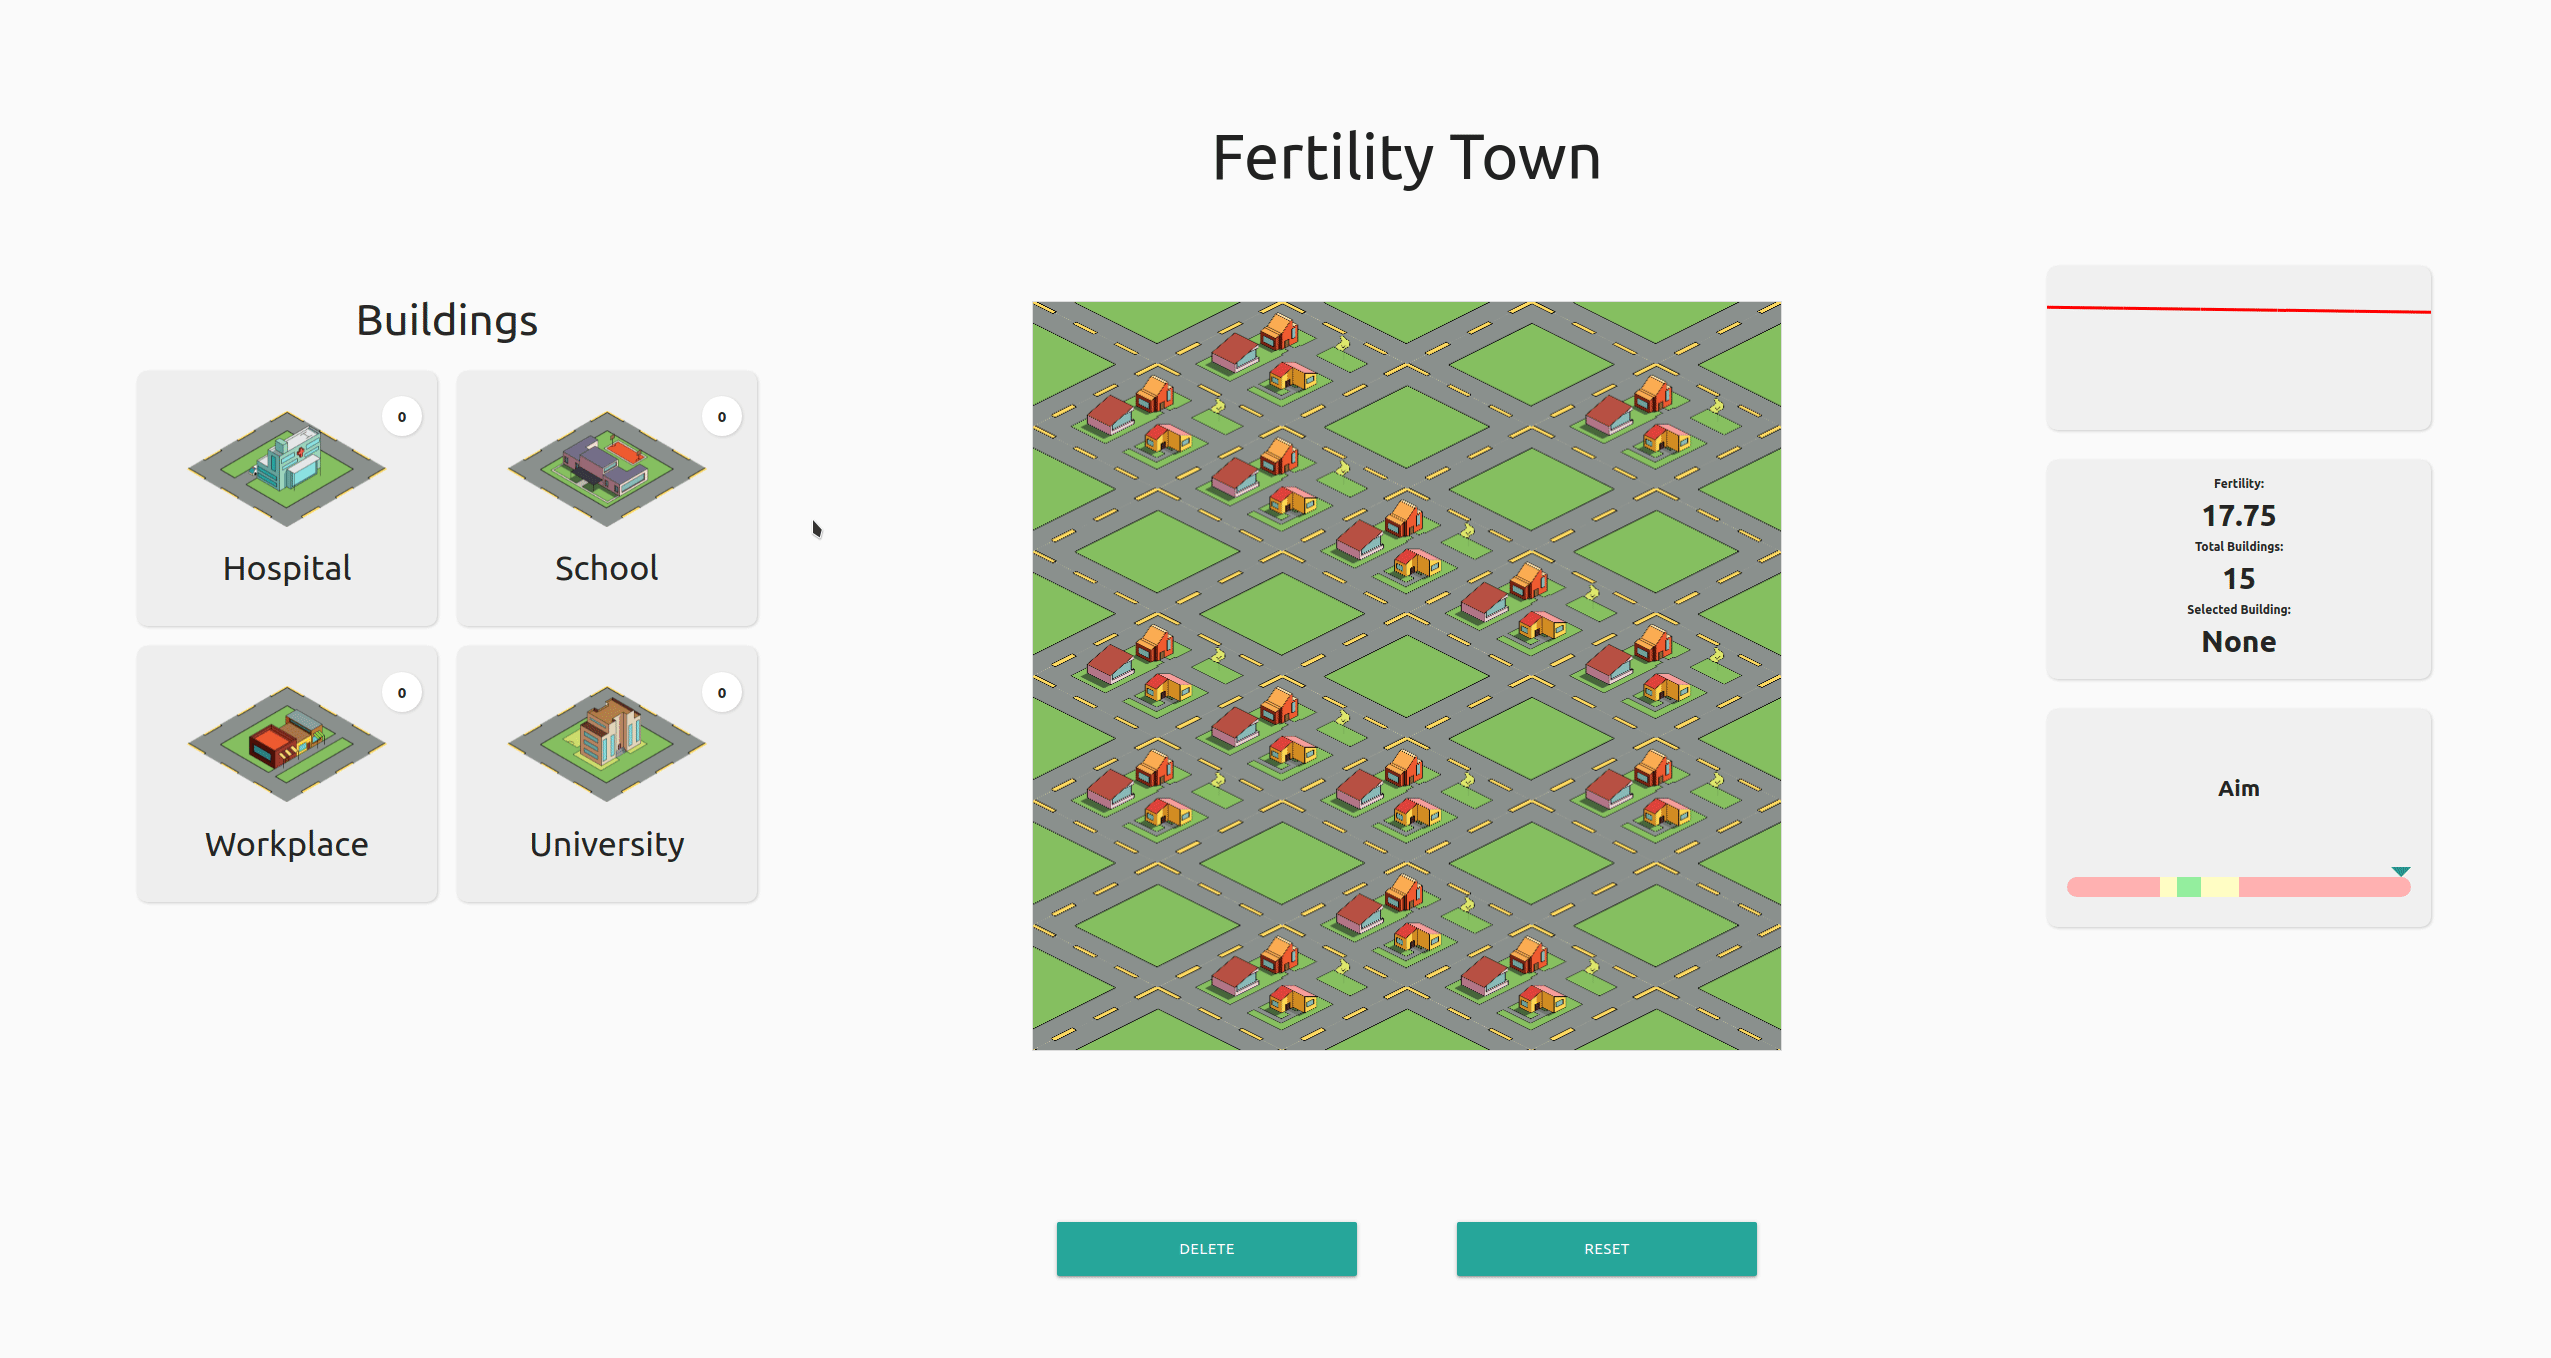 Fertility Town
Buildings
0
Hospital
0
School
0
Workplace
0
University
Fertility:
17.75
Total Buildings:
15
Selected Building:
None
Aim
DELETE
RESET